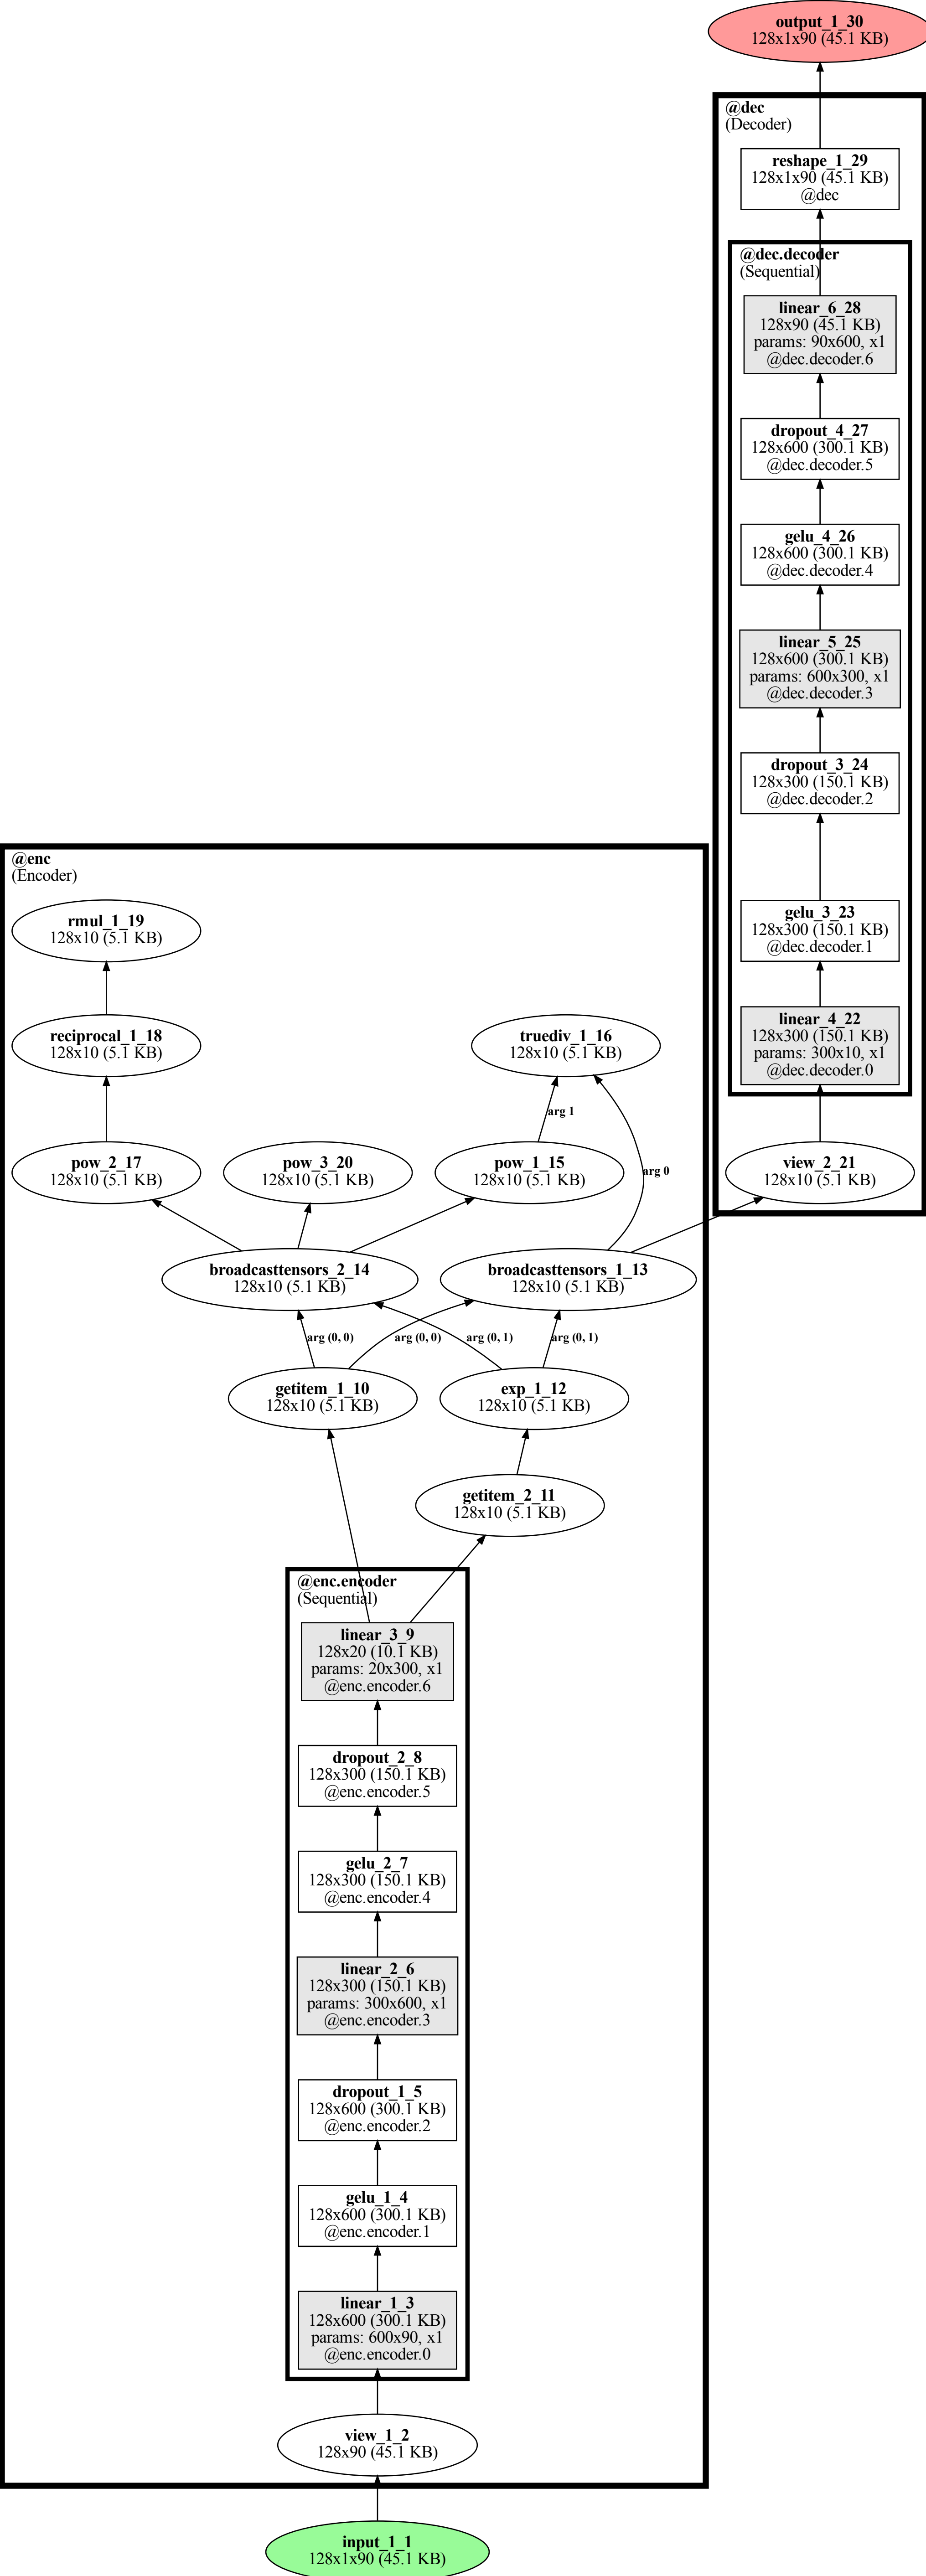 output_1_30
128x1x90 (45.1 KB)
@dec
(Decoder)
reshape_1_29
128x1x90 (45.1 KB)
@dec
@dec.decoder
(Sequential)
linear_6_28
128x90 (45.1 KB)
params: 90x600, x1
@dec.decoder.6
dropout_4_27
128x600 (300.1 KB)
@dec.decoder.5
gelu_4_26
128x600 (300.1 KB)
@dec.decoder.4
linear_5_25
128x600 (300.1 KB)
params: 600x300, x1
@dec.decoder.3
dropout_3_24
128x300 (150.1 KB)
@dec.decoder.2
gelu_3_23
128x300 (150.1 KB)
@dec.decoder.1
linear_4_22
128x300 (150.1 KB)
params: 300x10, x1
@dec.decoder.0
view_2_21
128x10 (5.1 KB)
@enc
(Encoder)
rmul_1_19
128x10 (5.1 KB)
reciprocal_1_18
128x10 (5.1 KB)
truediv_1_16
128x10 (5.1 KB)
arg 1
arg 0
pow_2_17
128x10 (5.1 KB)
pow_3_20
128x10 (5.1 KB)
pow_1_15
128x10 (5.1 KB)
broadcasttensors_2_14
128x10 (5.1 KB)
broadcasttensors_1_13
128x10 (5.1 KB)
arg (0, 0)
arg (0, 0)
arg (0, 1)
arg (0, 1)
getitem_1_10
128x10 (5.1 KB)
exp_1_12
128x10 (5.1 KB)
getitem_2_11
128x10 (5.1 KB)
@enc.encoder
(Sequential)
linear_3_9
128x20 (10.1 KB)
params: 20x300, x1
@enc.encoder.6
dropout_2_8
128x300 (150.1 KB)
@enc.encoder.5
gelu_2_7
128x300 (150.1 KB)
@enc.encoder.4
linear_2_6
128x300 (150.1 KB)
params: 300x600, x1
@enc.encoder.3
dropout_1_5
128x600 (300.1 KB)
@enc.encoder.2
gelu_1_4
128x600 (300.1 KB)
@enc.encoder.1
linear_1_3
128x600 (300.1 KB)
params: 600x90, x1
@enc.encoder.0
view_1_2
128x90 (45.1 KB)
input_1_1
128x1x90 (45.1 KB)